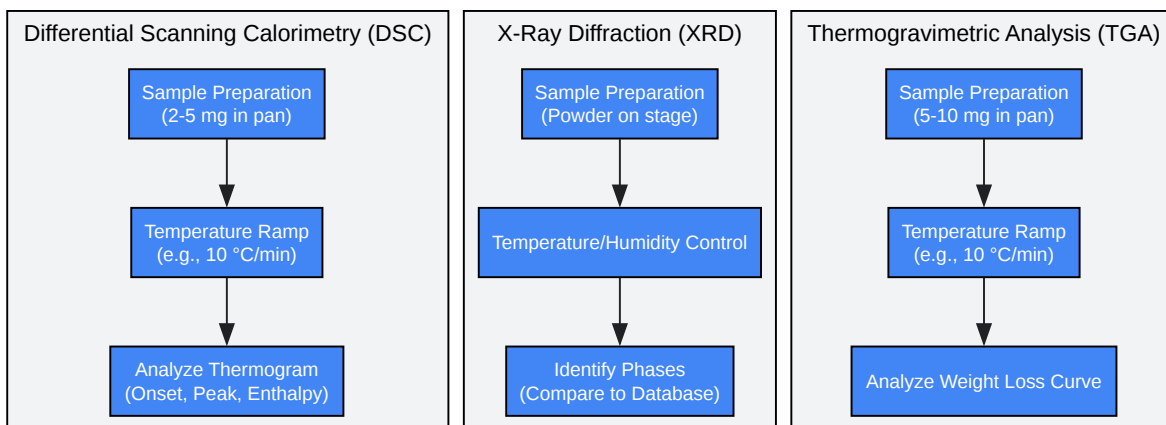 Differential Scanning Calorimetry (DSC)
Sample Preparation
(2-5 mg in pan)
Temperature Ramp
(e.g., 10 °C/min)
Analyze Thermogram
(Onset, Peak, Enthalpy)
X-Ray Diffraction (XRD)
Sample Preparation
(Powder on stage)
Temperature/Humidity Control
Identify Phases
(Compare to Database)
Thermogravimetric Analysis (TGA)
Sample Preparation
(5-10 mg in pan)
Temperature Ramp
(e.g., 10 °C/min)
Analyze Weight Loss Curve